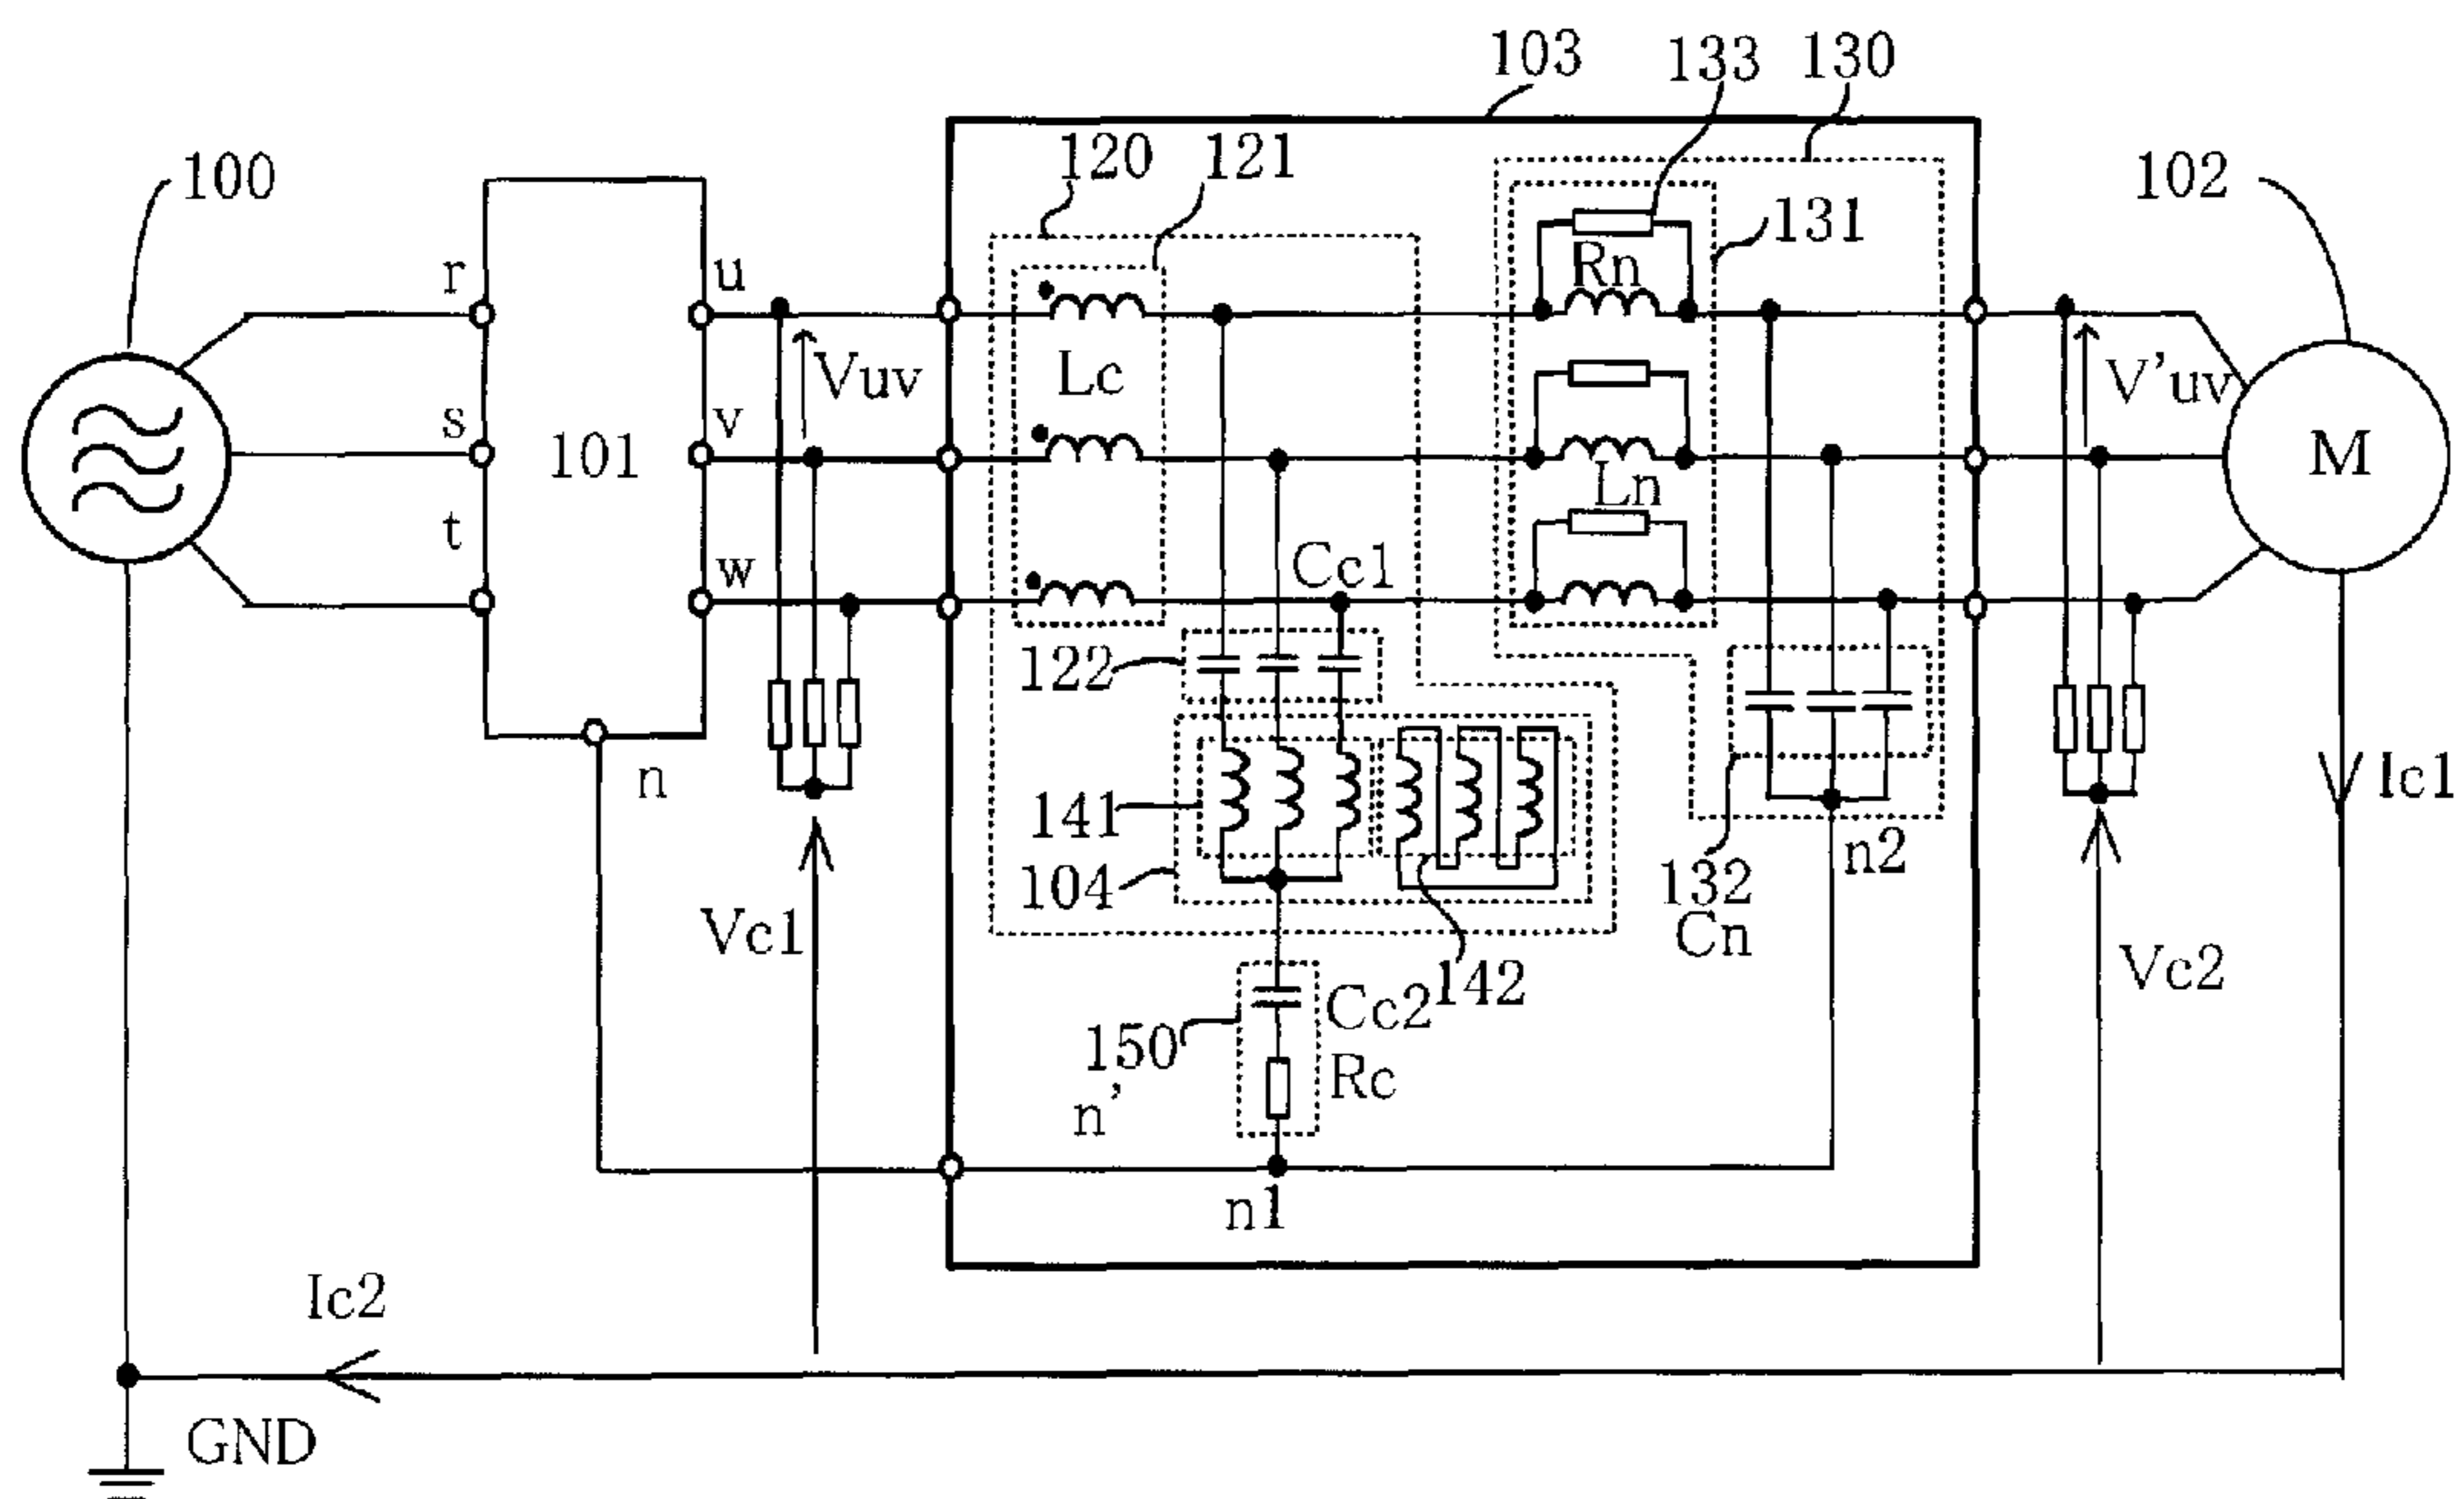 103
133
130
120
121
100
102
131
r
u
Rn
Lc
Vuv
V'uv
s
v
101
M
Ln
t
w
Cc1
122
n
141
Ic1
104
132
n2
Cn
Vc1
142
Vc2
150
Cc2
Rc
n'
n1
Ic2
GND